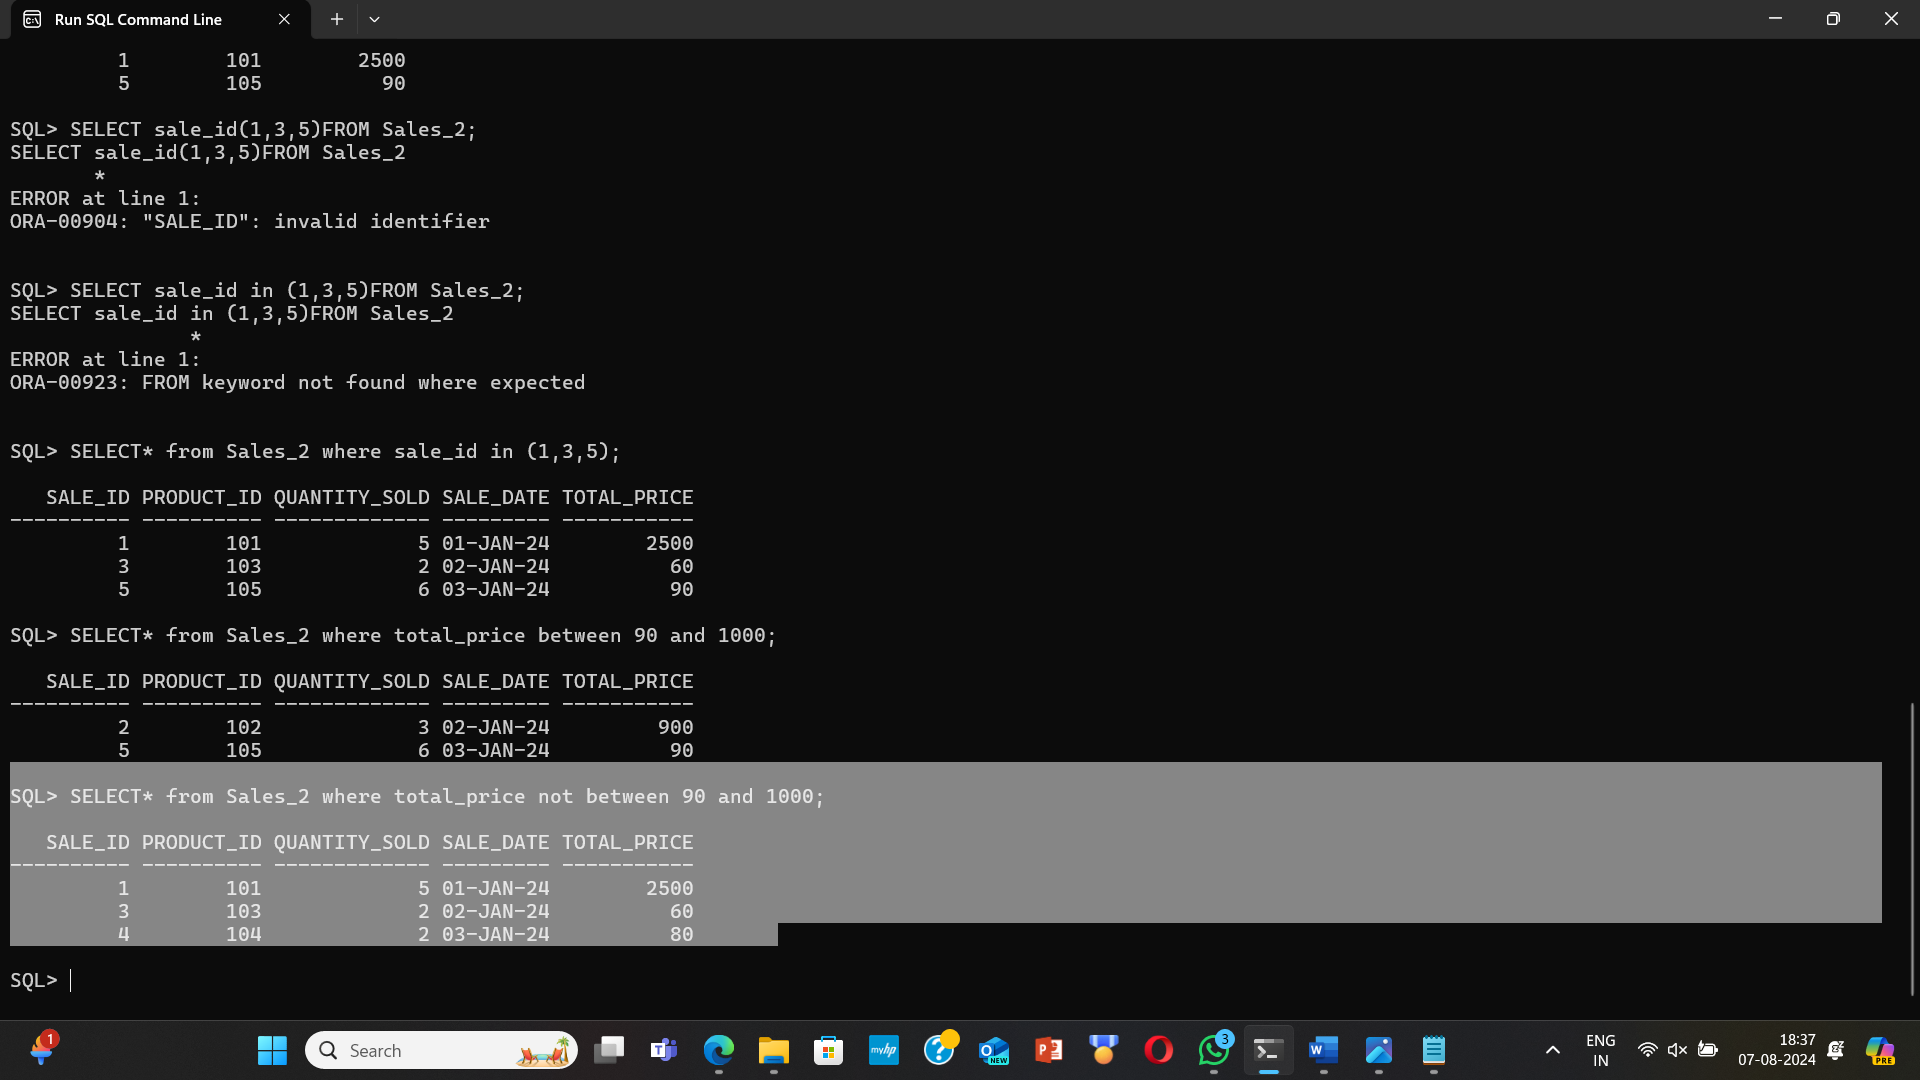 Run SQL Command Line
1        101        2500
5        105          90
SQL> SELECT sale_id(1,3,5)FROM Sales_2;
SELECT sale_id(1,3,5)FROM Sales_2
*
ERROR at line 1:
ORA-00904: "SALE_ID": invalid identifier
SQL> SELECT sale_id in (1,3,5)FROM Sales_2;
SELECT sale_id in (1,3,5)FROM Sales_2
*
ERROR at line 1:
ORA-00923: FROM keyword not found where expected
SQL> SELECT* from Sales_2 where sale_id in (1,3,5);
SALE_ID PRODUCT_ID QUANTITY_SOLD SALE_DATE TOTAL_PRICE
---------- ---------- ------------- --------- -----------
1        101             5 01-JAN-24        2500
3        103             2 02-JAN-24          60
5        105             6 03-JAN-24          90
SQL> SELECT* from Sales_2 where total_price between 90 and 1000;
SALE_ID PRODUCT_ID QUANTITY_SOLD SALE_DATE TOTAL_PRICE
---------- ---------- ------------- --------- -----------
2        102             3 02-JAN-24         900
5        105             6 03-JAN-24          90
SQL> SELECT* from Sales_2 where total_price not between 90 and 1000;
SALE_ID PRODUCT_ID QUANTITY_SOLD SALE_DATE TOTAL_PRICE
---------- ---------- ------------- --------- -----------
1        101             5 01-JAN-24        2500
3        103             2 02-JAN-24          60
4        104             2 03-JAN-24          80
SQL>
1
Search
myhp
NEW
3
ENG
IN
18:37
07-08-2024
PRE